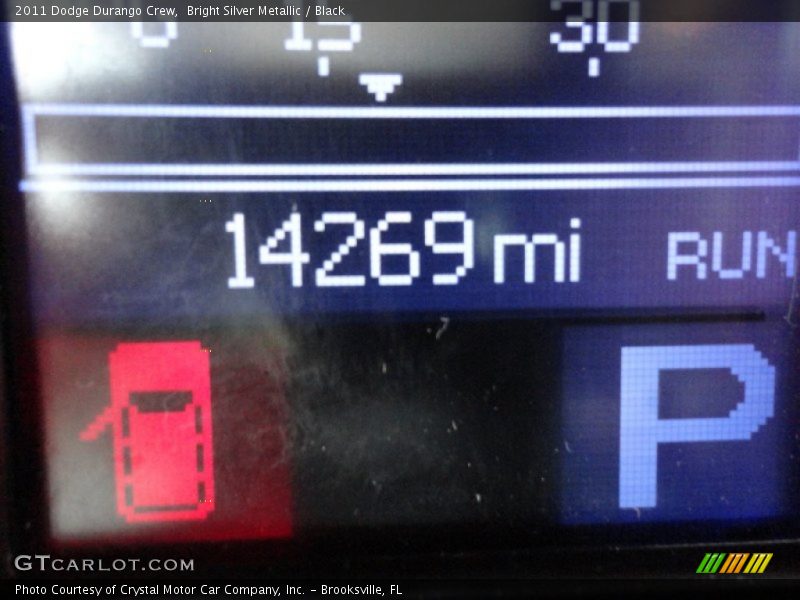 2011 Dodge Durango Crew,  Bright Silver Metallic / Black
0 15 30
14269 mi RUN
P
GTCARLOT.COM
Photo Courtesy of Crystal Motor Car Company, Inc. - Brooksville, FL